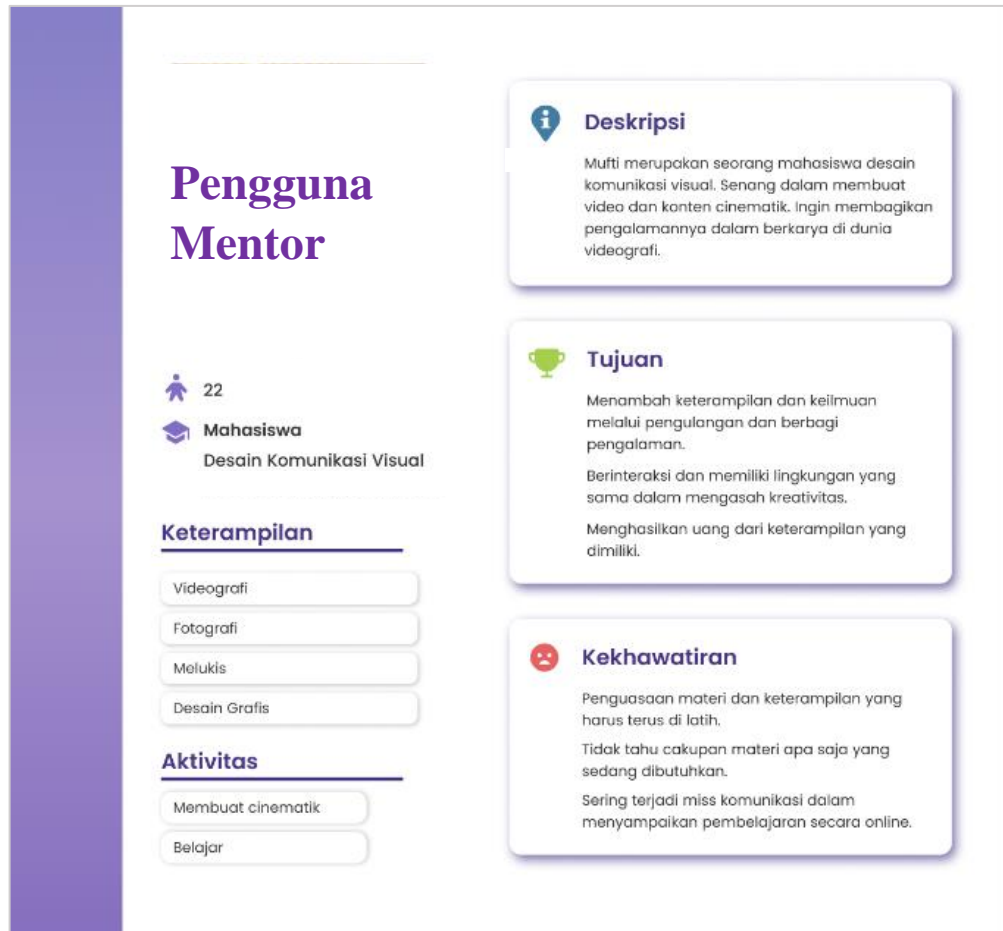 Pengguna
Mentor
22
Mahasiswa
Desain Komunikasi Visual
Keterampilan
Videografi
Fotografi
Melukis
Desain Grafis
Aktivitas
Membuat cinematik
Belajar
Deskripsi
Mufti merupakan seorang mahasiswa desain
komunikasi visual. Senang dalam membuat
video dan konten cinematik. Ingin membagikan
pengalamannya dalam berkarya di dunia
videografi.
Tujuan
Menambah keterampilan dan keilmuan
melalui pengulangan dan berbagi
pengalaman.
Berinteraksi dan memiliki lingkungan yang
sama dalam mengasah kreativitas.
Menghasilkan uang dari keterampilan yang
dimiliki.
Kekhawatiran
Penguasaan materi dan keterampilan yang
harus terus di latih.
Tidak tahu cakupan materi apa saja yang
sedang dibutuhkan.
Sering terjadi miss komunikasi dalam
menyampaikan pembelajaran secara online.